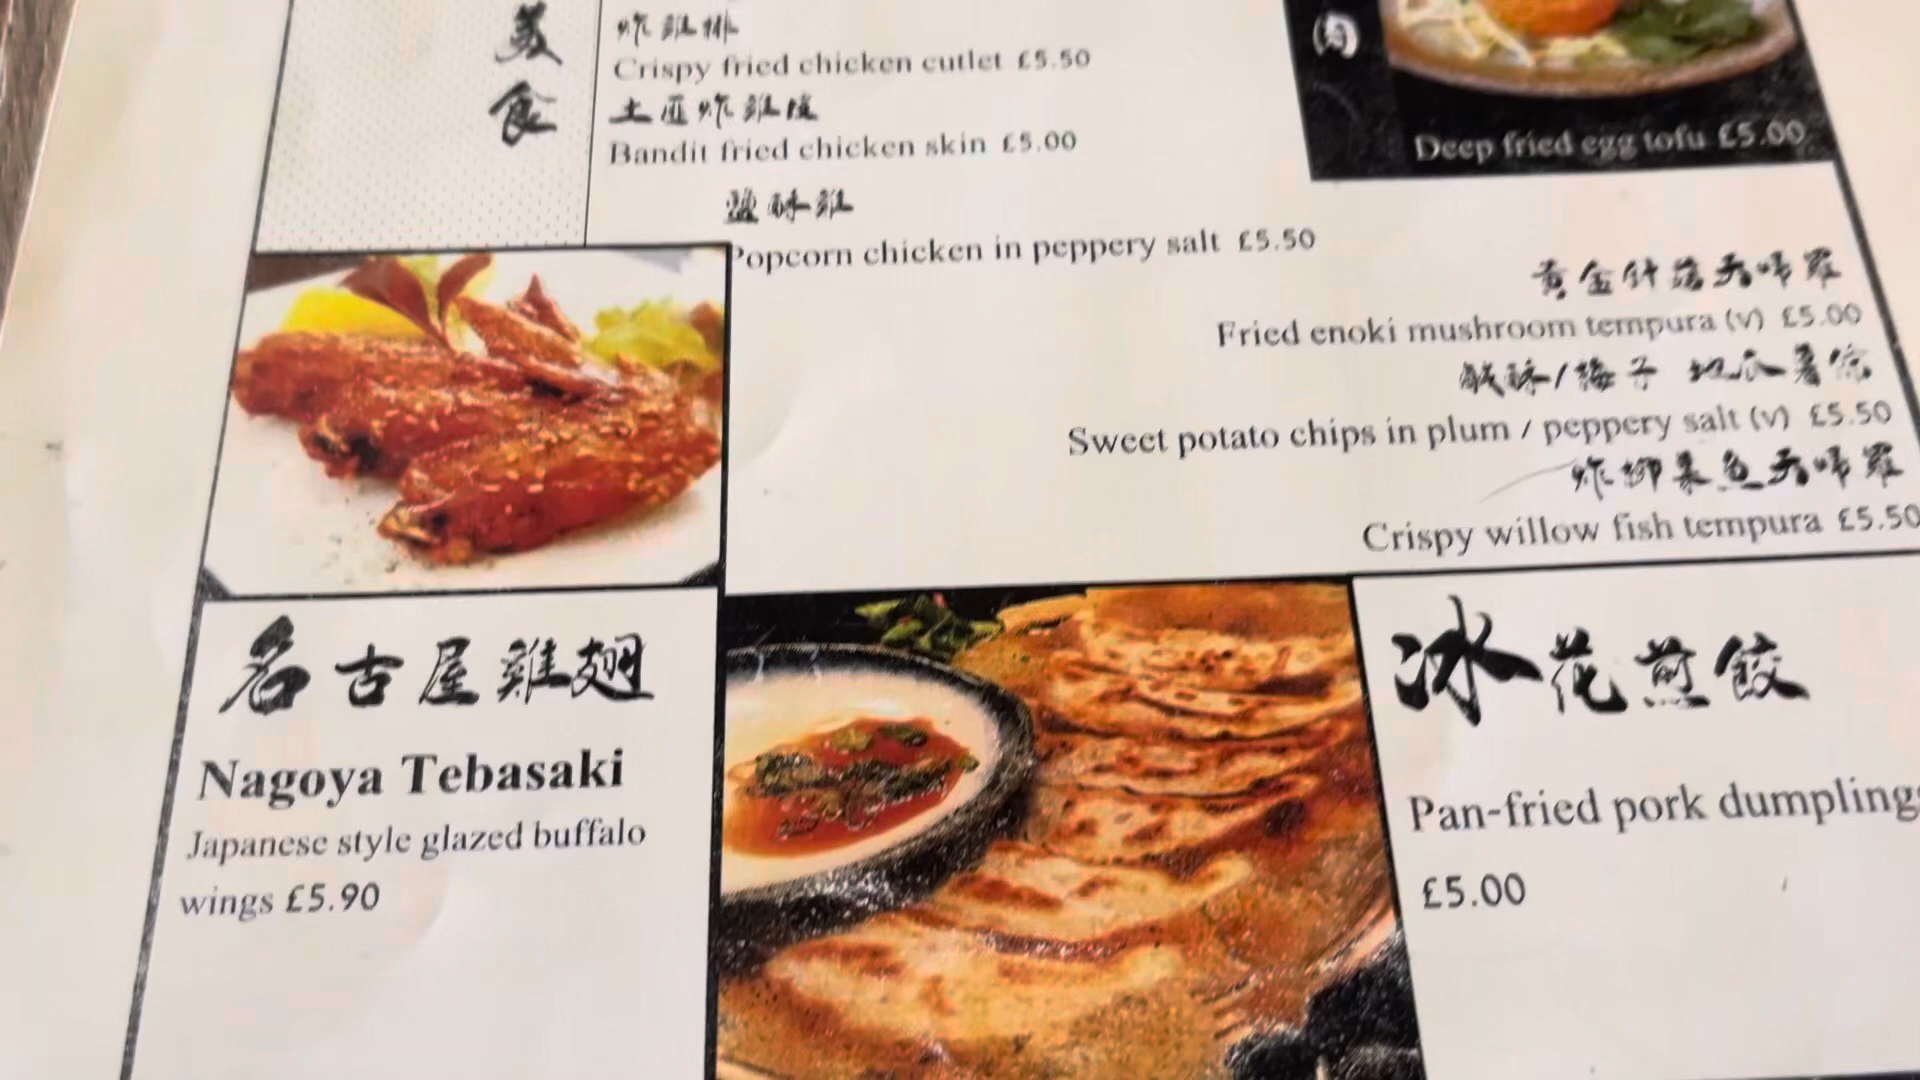 美
食
炸雞排
Crispy fried chicken cutlet £5.50
土匪炸雞皮
Bandit fried chicken skin £5.00
鹽酥雞
Popcorn chicken in peppery salt £5.50
Deep fried egg tofu £5.00
黃金針菇天婦羅
Fried enoki mushroom tempura (v) £5.00
鹹酥/梅子 地瓜薯條
Sweet potato chips in plum / peppery salt (v) £5.50
炸柳葉魚天婦羅
Crispy willow fish tempura £5.50
名古屋雞翅
Nagoya Tebasaki
Japanese style glazed buffalo
wings £5.90
冰花煎餃
Pan-fried pork dumplings
£5.00